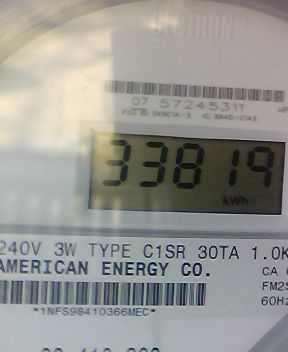 07 57245311
33819
kWh
240V 3W TYPE C1SR 30TA 1.0K
AMERICAN ENERGY CO.
CA
FM2S
60Hz
*1NFS98410366MEC*